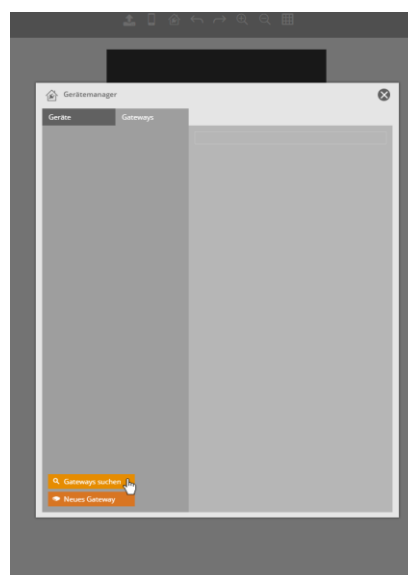 Gerätemanager
Geräte
Gateways
Gateways suchen
Neues Gateway